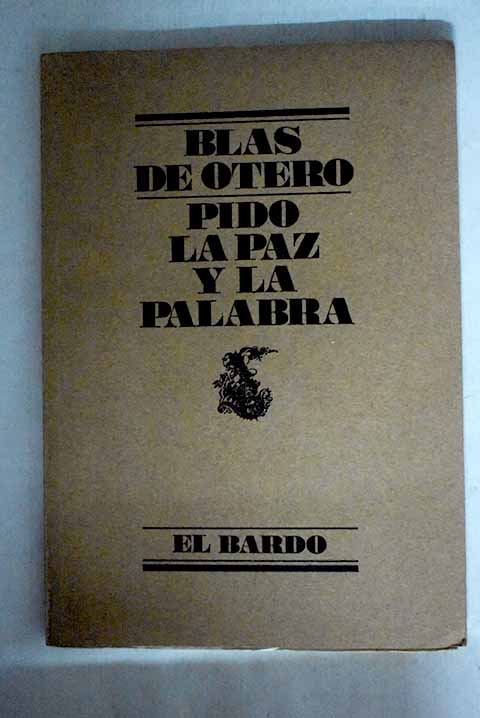 BLAS
DE OTERO
PIDO
LA PAZ
Y LA
PALABRA
EL BARDO